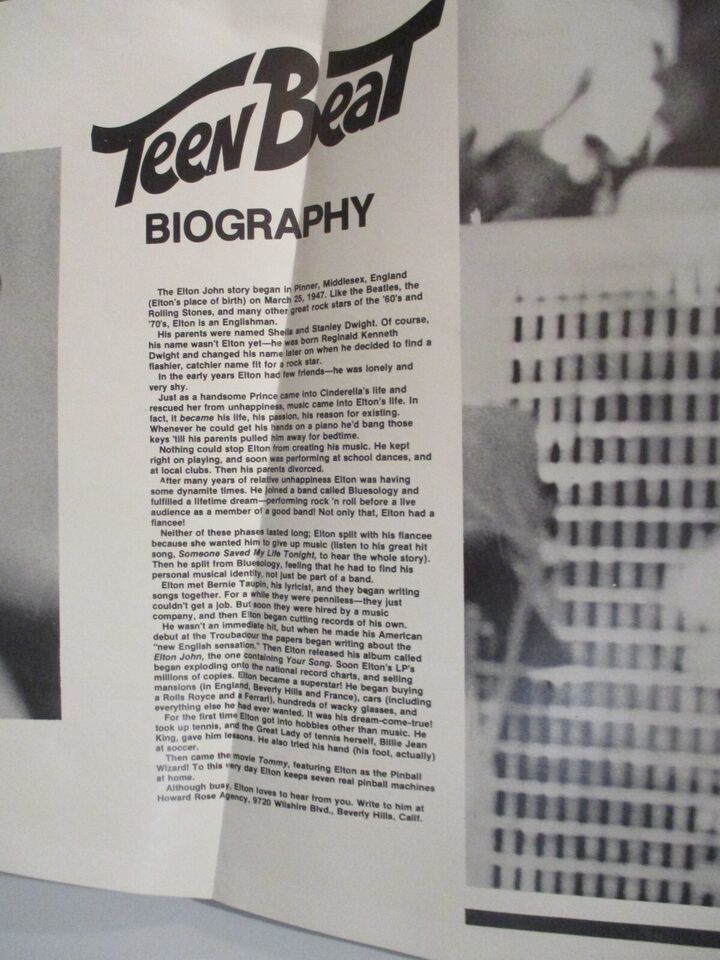 TEEN BEAT
BIOGRAPHY
The Elton John story began in Pinner, Middlesex, England
(Elton's place of birth) on March 25, 1947. Like the Beatles, the
Rolling Stones, and many other great rock stars of the '60's and
'70's, Elton is an Englishman.
His parents were named Sheila and Stanley Dwight. Of course,
his name wasn't Elton yet—he was born Reginald Kenneth
Dwight and changed his name later on when he decided to find a
flashier, catchier name fit for a rock star.
In the early years Elton had few friends—he was lonely and
very shy.
Just as a handsome Prince came into Cinderella's life and
rescued her from unhappiness, music came into Elton's life. In
fact, it became his life, his passion, his reason for existing.
Whenever he could get his hands on a piano he'd bang those
keys 'till his parents pulled him away for bedtime.
Nothing could stop Elton from creating his music. He kept
right on playing, and soon was performing at school dances, and
at local clubs. Then his parents divorced.
After many years of relative unhappiness Elton was having
some dynamite times. He joined a band called Bluesology and
fulfilled a lifetime dream—performing rock 'n roll before a live
audience as a member of a good band! Not only that, Elton had a
fiancee!
Neither of these phases lasted long; Elton split with his fiancee
because she wanted him to give up music (listen to his great hit
song, Someone Saved My Life Tonight, to hear the whole story).
Then he split from Bluesology, feeling that he had to find his
personal musical identity, not just be part of a band.
Elton met Bernie Taupin, his lyricist, and they began writing
songs together. For a while they were penniless—they just
couldn't get a job. But soon they were hired by a music
company, and then Elton began cutting records of his own.
He wasn't an immediate hit, but when he made his American
debut at the Troubadour the papers began writing about the
"new English sensation." Then Elton released his album called
Elton John, the one containing Your Song. Soon Elton's LP's
began exploding onto the national record charts, and selling
millions of copies. Elton became a superstar! He began buying
mansions (in England, Beverly Hills and France), cars (including
a Rolls Royce and a Ferrari), hundreds of wacky glasses, and
everything else he had ever wanted. It was his dream-come-true!
For the first time Elton got into hobbies other than music. He
took up tennis, and the Great Lady of tennis herself, Billie Jean
King, gave him lessons. He also tried his hand (his foot, actually)
at soccer.
Then came the movie Tommy, featuring Elton as the Pinball
Wizard! To this very day Elton keeps seven real pinball machines
at home.
Although busy, Elton loves to hear from you. Write to him at
Howard Rose Agency, 9720 Wilshire Blvd., Beverly Hills, Calif.